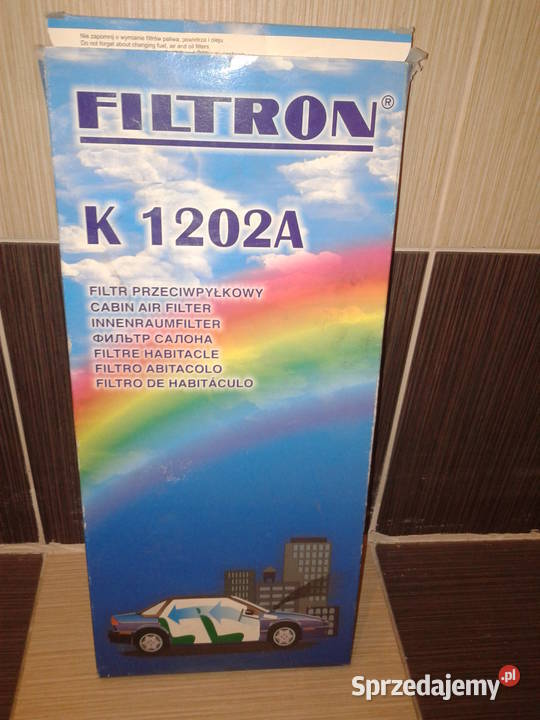 Nie zapomnij o wymianie filtrów paliwa, powietrza i oleju
Do not forget about changing fuel, air and oil filters
FILTRON®
K 1202A
FILTR PRZECIWPYŁKOWY
CABIN AIR FILTER
INNENRAUMFILTER
ФИЛЬТР САЛОНА
FILTRE HABITACLE
FILTRO ABITACOLO
FILTRO DE HABITÁCULO
Sprzedajemy.pl